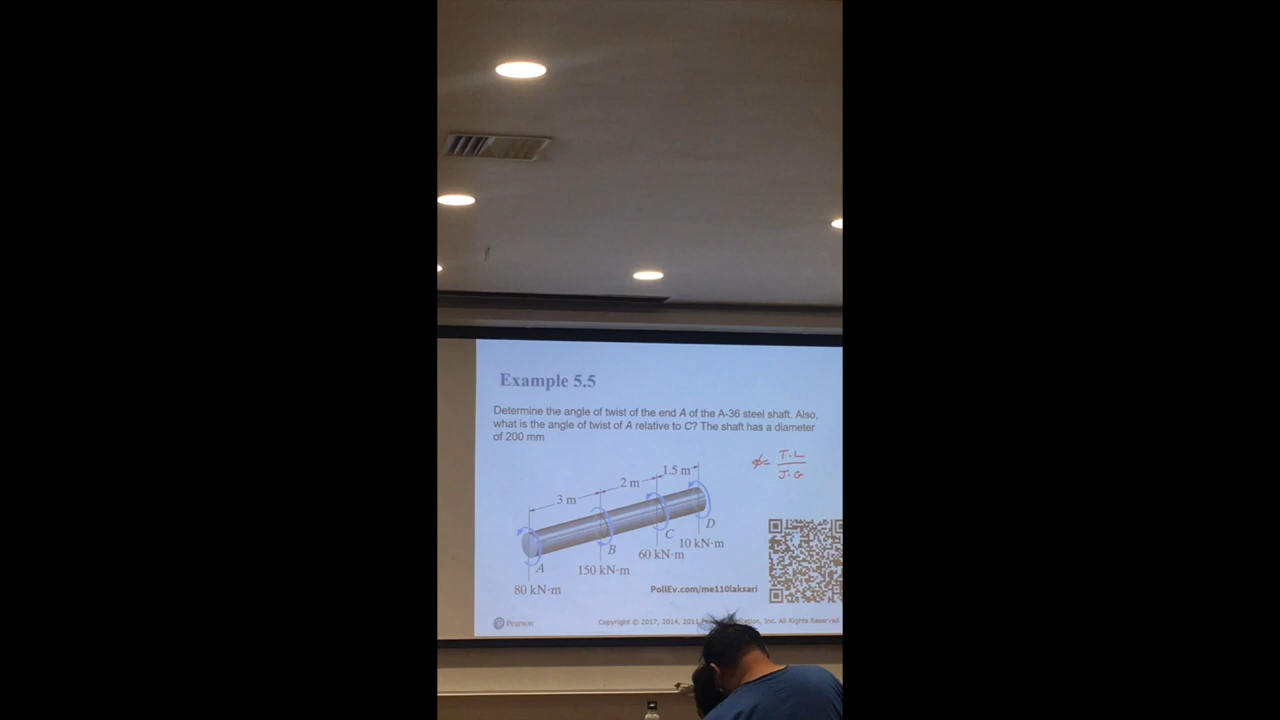 Example 5.5
Determine the angle of twist of the end A of the A-36 steel shaft. Also,
what is the angle of twist of A relative to C? The shaft has a diameter
of 200 mm
ϕ= T·L
J·G
1.5 m
2 m
3 m
D
C
10 kN·m
B
60 kN·m
A
150 kN·m
80 kN·m
PollEv.com/me110laksari
Pearson
Copyright © 2017, 2014, 2011 Inc. All Rights Reserved